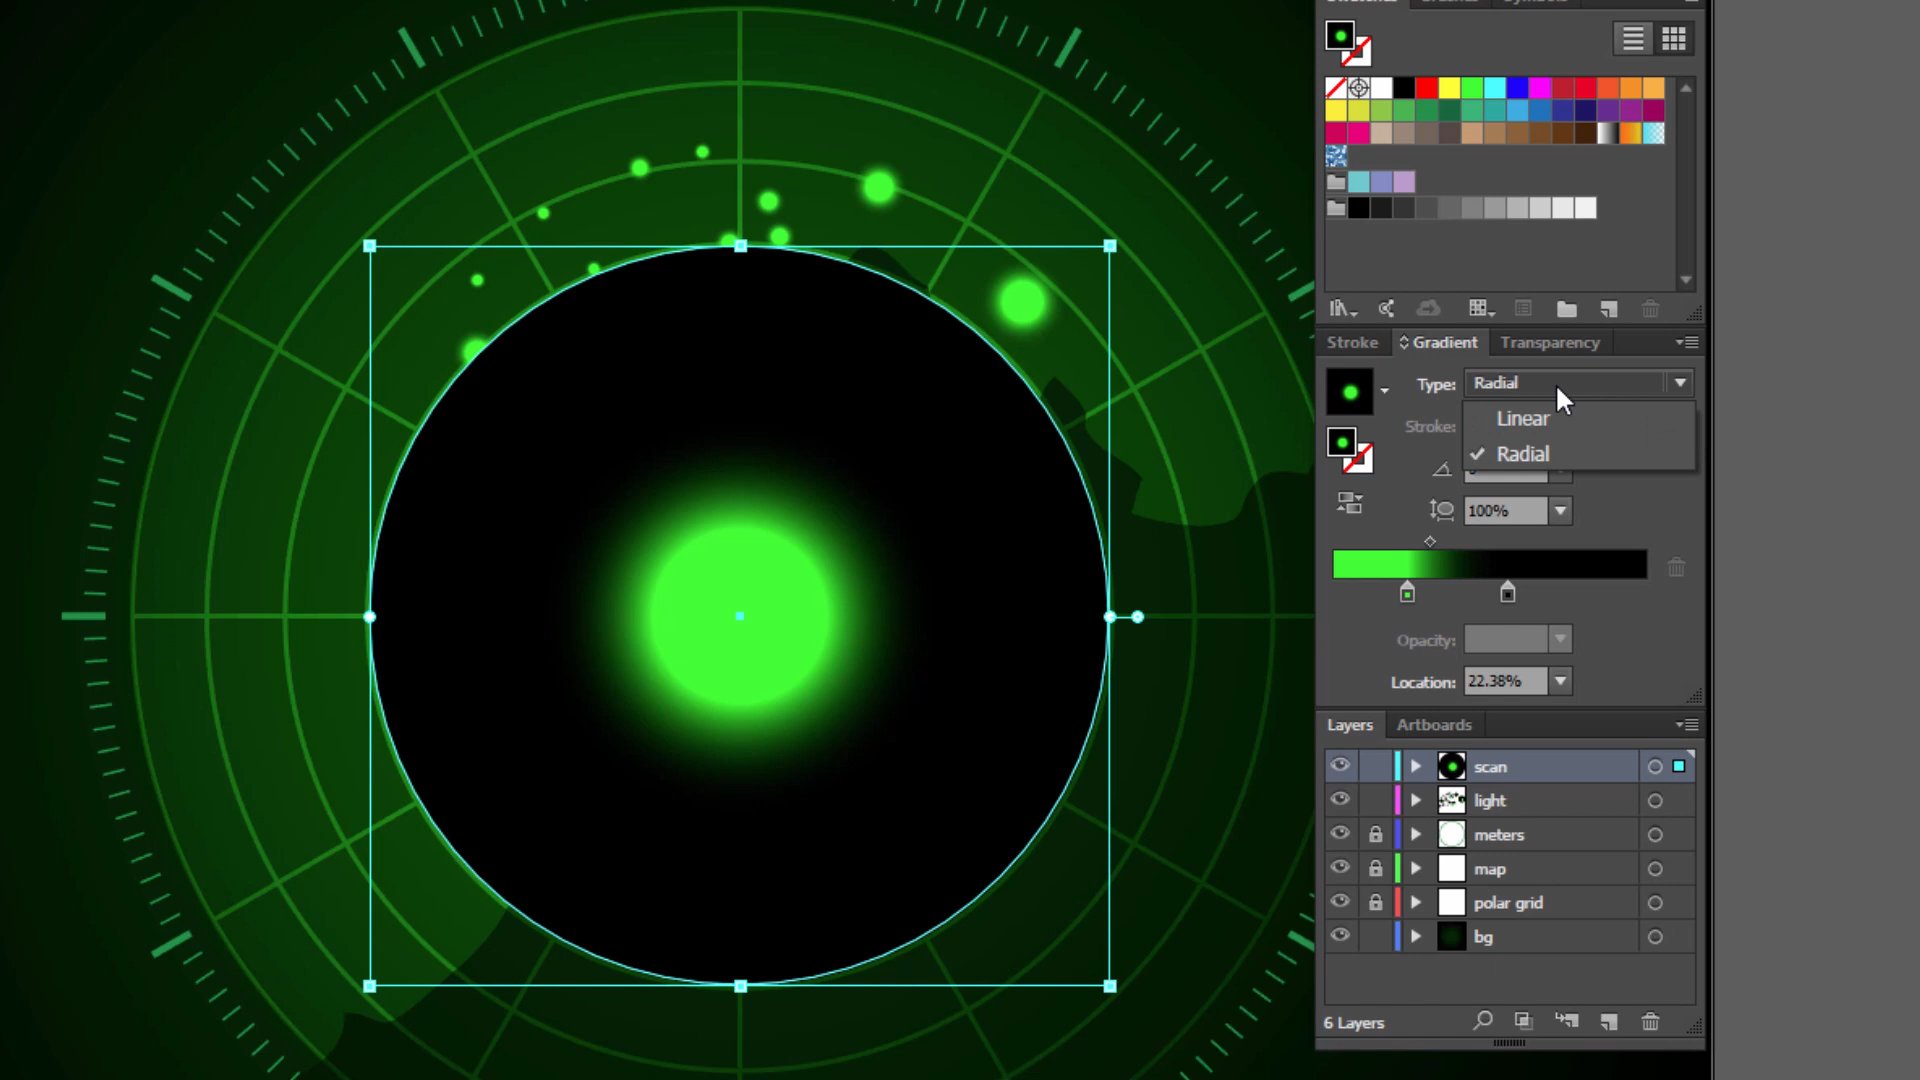 Stroke
Gradient
Transparency
Type:
Radial
Linear
Stroke:
Radial
100%
Opacity:
Location:
22.38%
Layers
Artboards
scan
light
meters
map
polar grid
bg
6 Layers